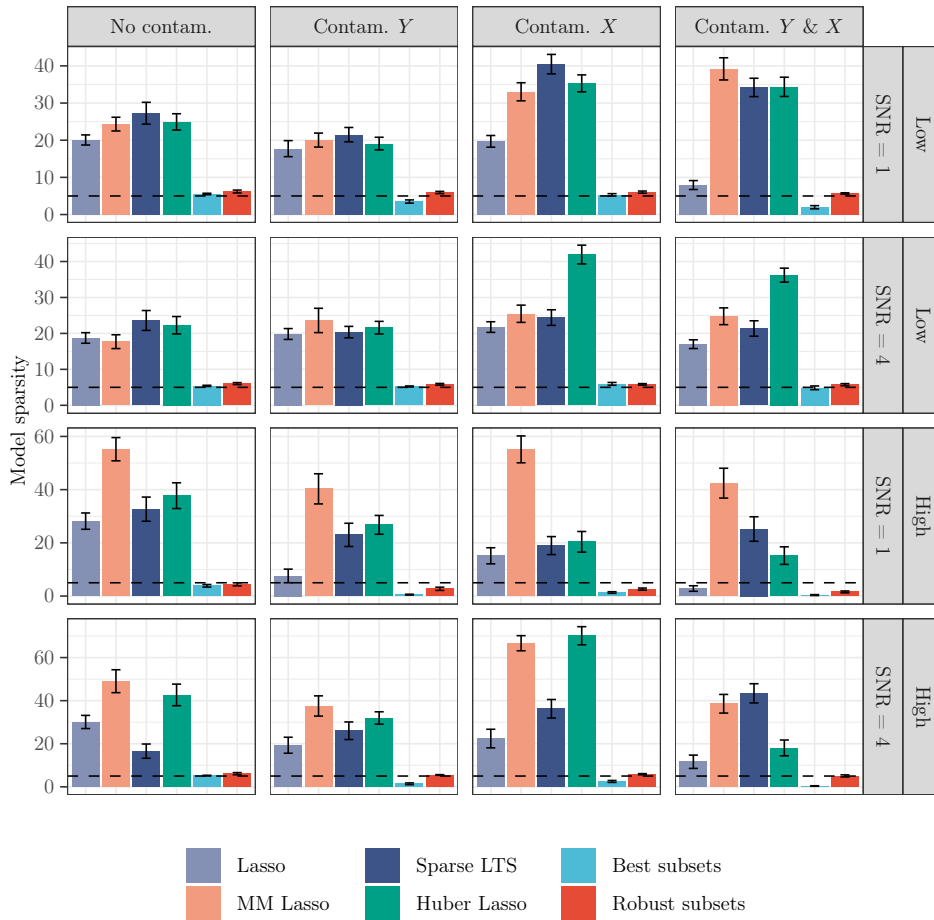 No contam.
Contam. Y
Contam. X
Contam. Y & X
Model sparsity
40
30
20
10
0
SNR = 1
Low
40
30
20
10
0
SNR = 4
Low
60
40
20
0
SNR = 1
High
60
40
20
0
SNR = 4
High
Lasso
Sparse LTS
Best subsets
MM Lasso
Huber Lasso
Robust subsets